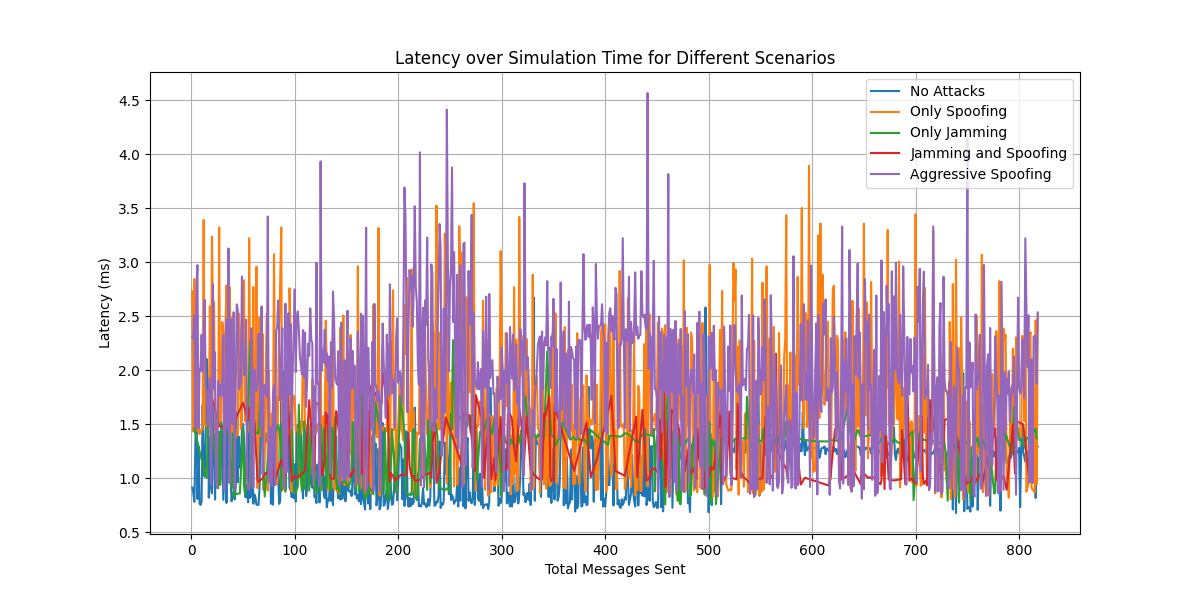 Latency over Simulation Time for Different Scenarios
No Attacks
Only Spoofing
Only Jamming
Jamming and Spoofing
Aggressive Spoofing
Latency (ms)
4.5
4.0
3.5
3.0
2.5
2.0
1.5
1.0
0.5
0 100 200 300 400 500 600 700 800
Total Messages Sent